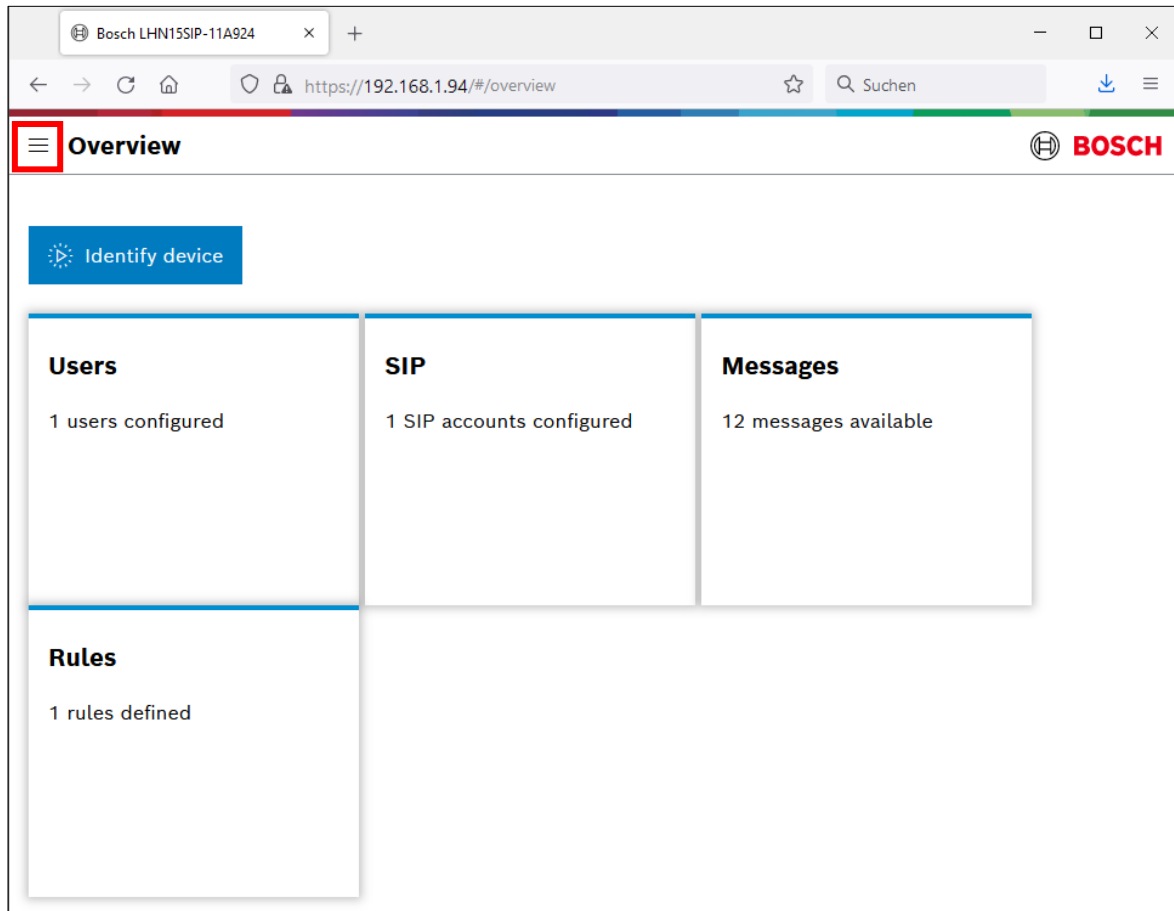 Bosch LHN15SIP-11A924
https://192.168.1.94/#/overview
Suchen
Overview
BOSCH
Identify device
Users
1 users configured
SIP
1 SIP accounts configured
Messages
12 messages available
Rules
1 rules defined